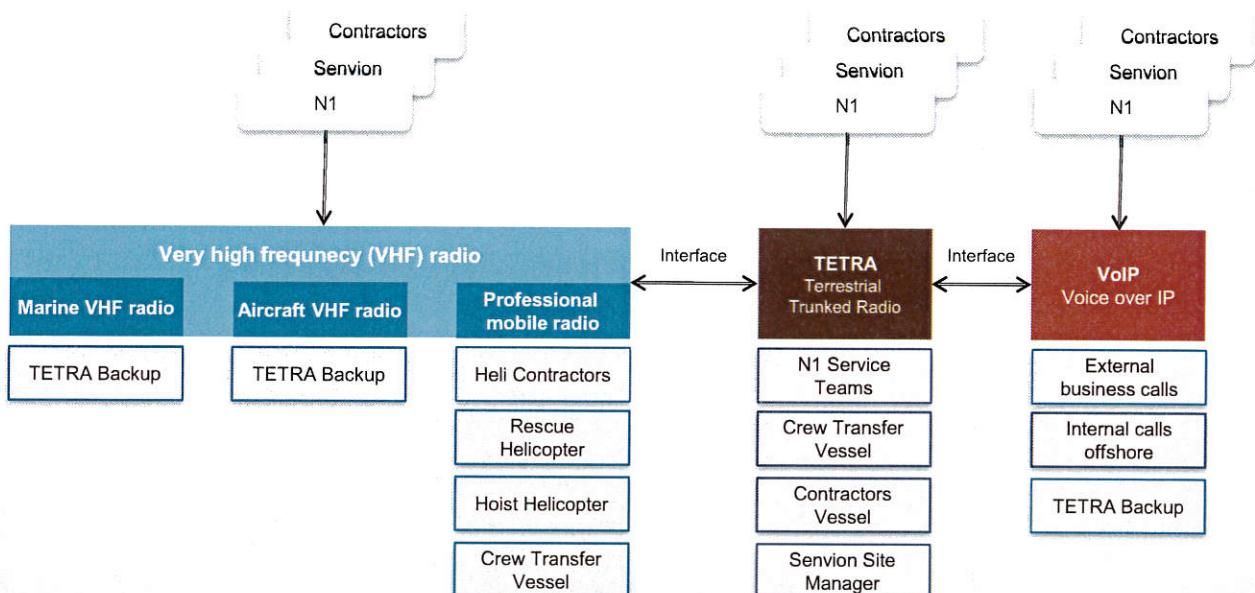 Contractors
Senvion
N1
Contractors
Senvion
N1
Contractors
Senvion
N1
Very high frequnecy (VHF) radio
Marine VHF radio
Aircraft VHF radio
Professional
mobile radio
Interface
TETRA
Terrestrial
Trunked Radio
Interface
VoIP
Voice over IP
TETRA Backup
TETRA Backup
Heli Contractors
Rescue
Helicopter
Hoist Helicopter
Crew Transfer
Vessel
N1 Service
Teams
Crew Transfer
Vessel
Contractors
Vessel
Senvion Site
Manager
External
business calls
Internal calls
offshore
TETRA Backup